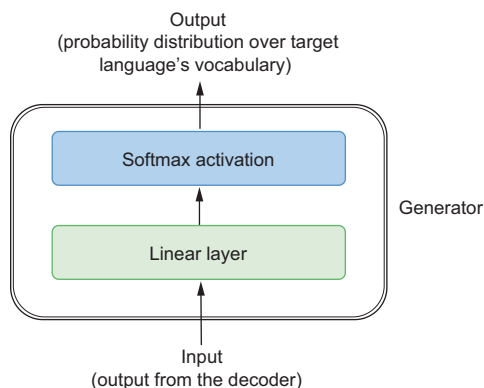 Output
(probability distribution over target
language's vocabulary)
Softmax activation
Generator
Linear layer
Input
(output from the decoder)